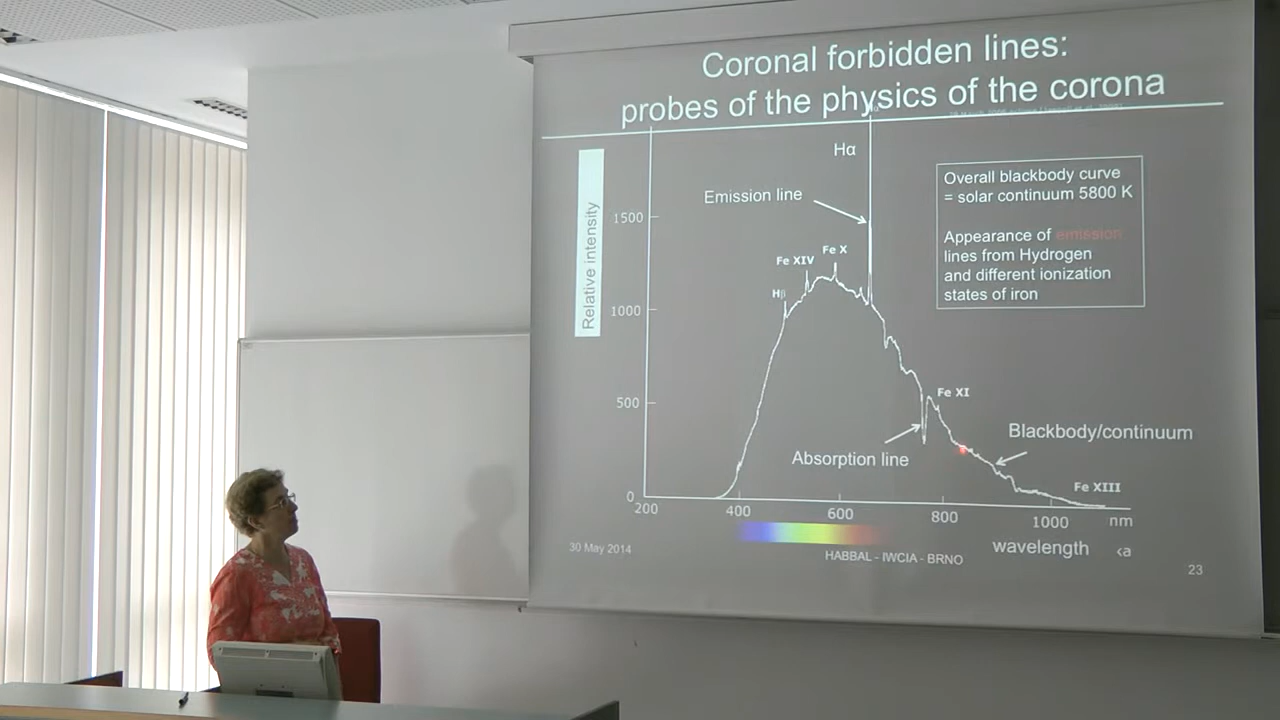 Coronal forbidden lines:
probes of the physics of the corona
Relative intensity
1500
1000
500
0
Hα
Emission line
Fe XIV
Fe X
Hβ
Overall blackbody curve
= solar continuum 5800 K
Appearance of emission
lines from Hydrogen
and different ionization
states of iron
Fe XI
Absorption line
Blackbody/continuum
Fe XIII
200
400
600
800
1000
nm
wavelength
30 May 2014
HABBAL - IWCIA - BRNO
23